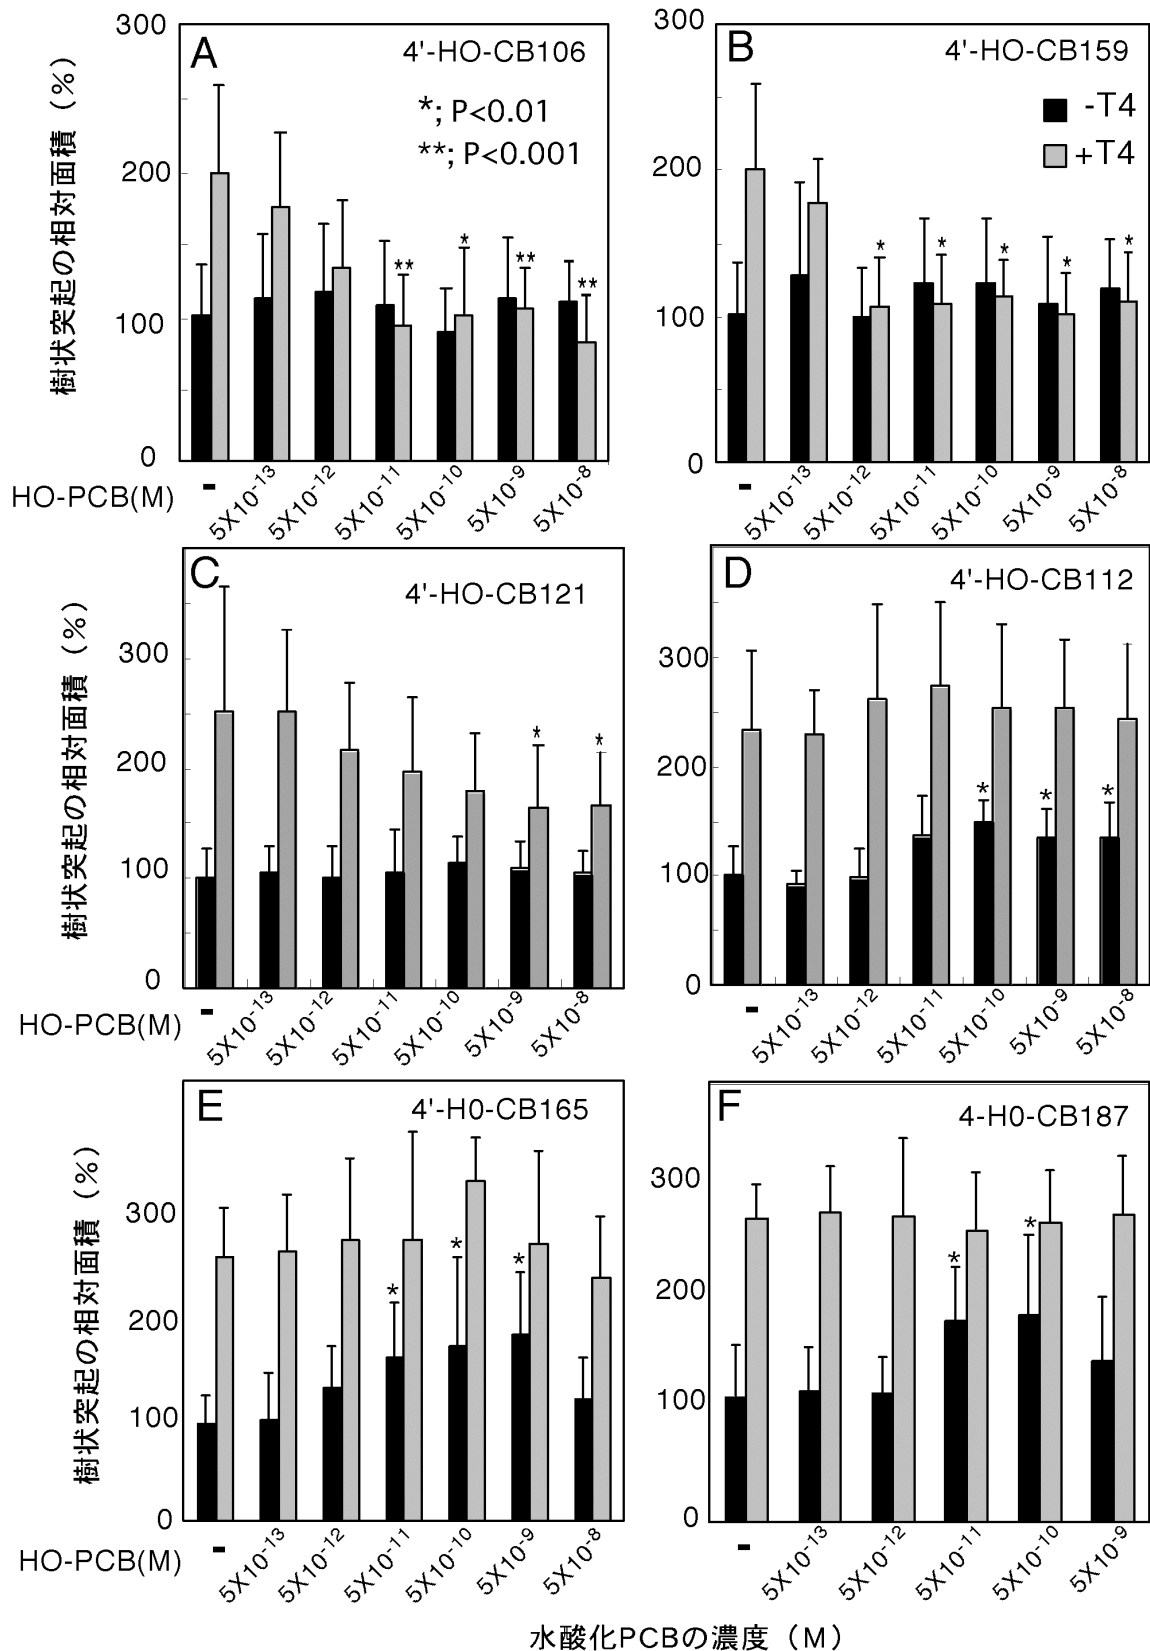 樹状突起の相対面積（%）
300
200
100
0
A
4'-HO-CB106
*; P<0.01
**; P<0.001
**
*
**
**
HO-PCB(M)
-
5X10-13
5X10-12
5X10-11
5X10-10
5X10-9
5X10-8
300
200
100
0
B
4'-HO-CB159
-T4
+T4
*
*
*
*
*
-
5X10-13
5X10-12
5X10-11
5X10-10
5X10-9
5X10-8
樹状突起の相対面積（%）
300
200
100
0
C
4'-HO-CB121
*
*
HO-PCB(M)
-
5X10-13
5X10-12
5X10-11
5X10-10
5X10-9
5X10-8
300
200
100
0
D
4'-HO-CB112
*
*
*
-
5X10-13
5X10-12
5X10-11
5X10-10
5X10-9
5X10-8
樹状突起の相対面積（%）
300
200
100
0
E
4'-H0-CB165
*
*
*
HO-PCB(M)
-
5X10-13
5X10-12
5X10-11
5X10-10
5X10-9
5X10-8
300
200
100
0
F
4-H0-CB187
*
*
-
5X10-13
5X10-12
5X10-11
5X10-10
5X10-9
水酸化PCBの濃度（M）